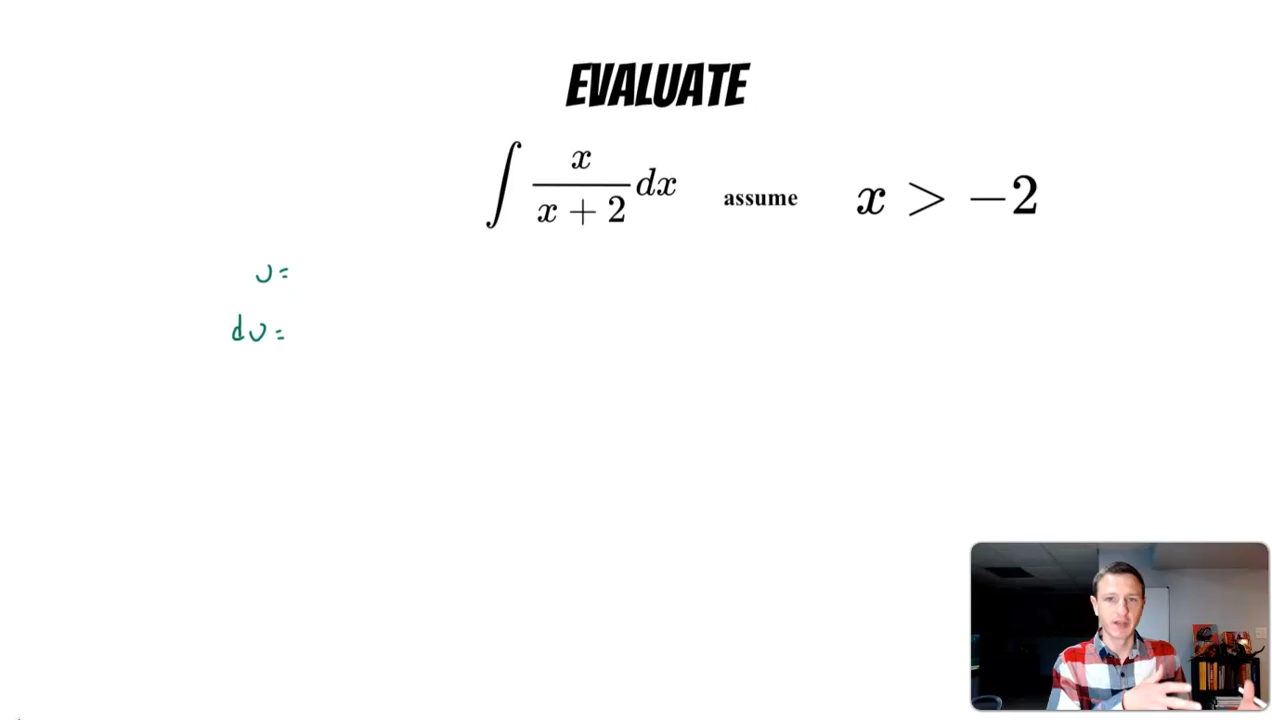 EVALUATE
∫ x/(x + 2) dx assume x > −2
u =
du =